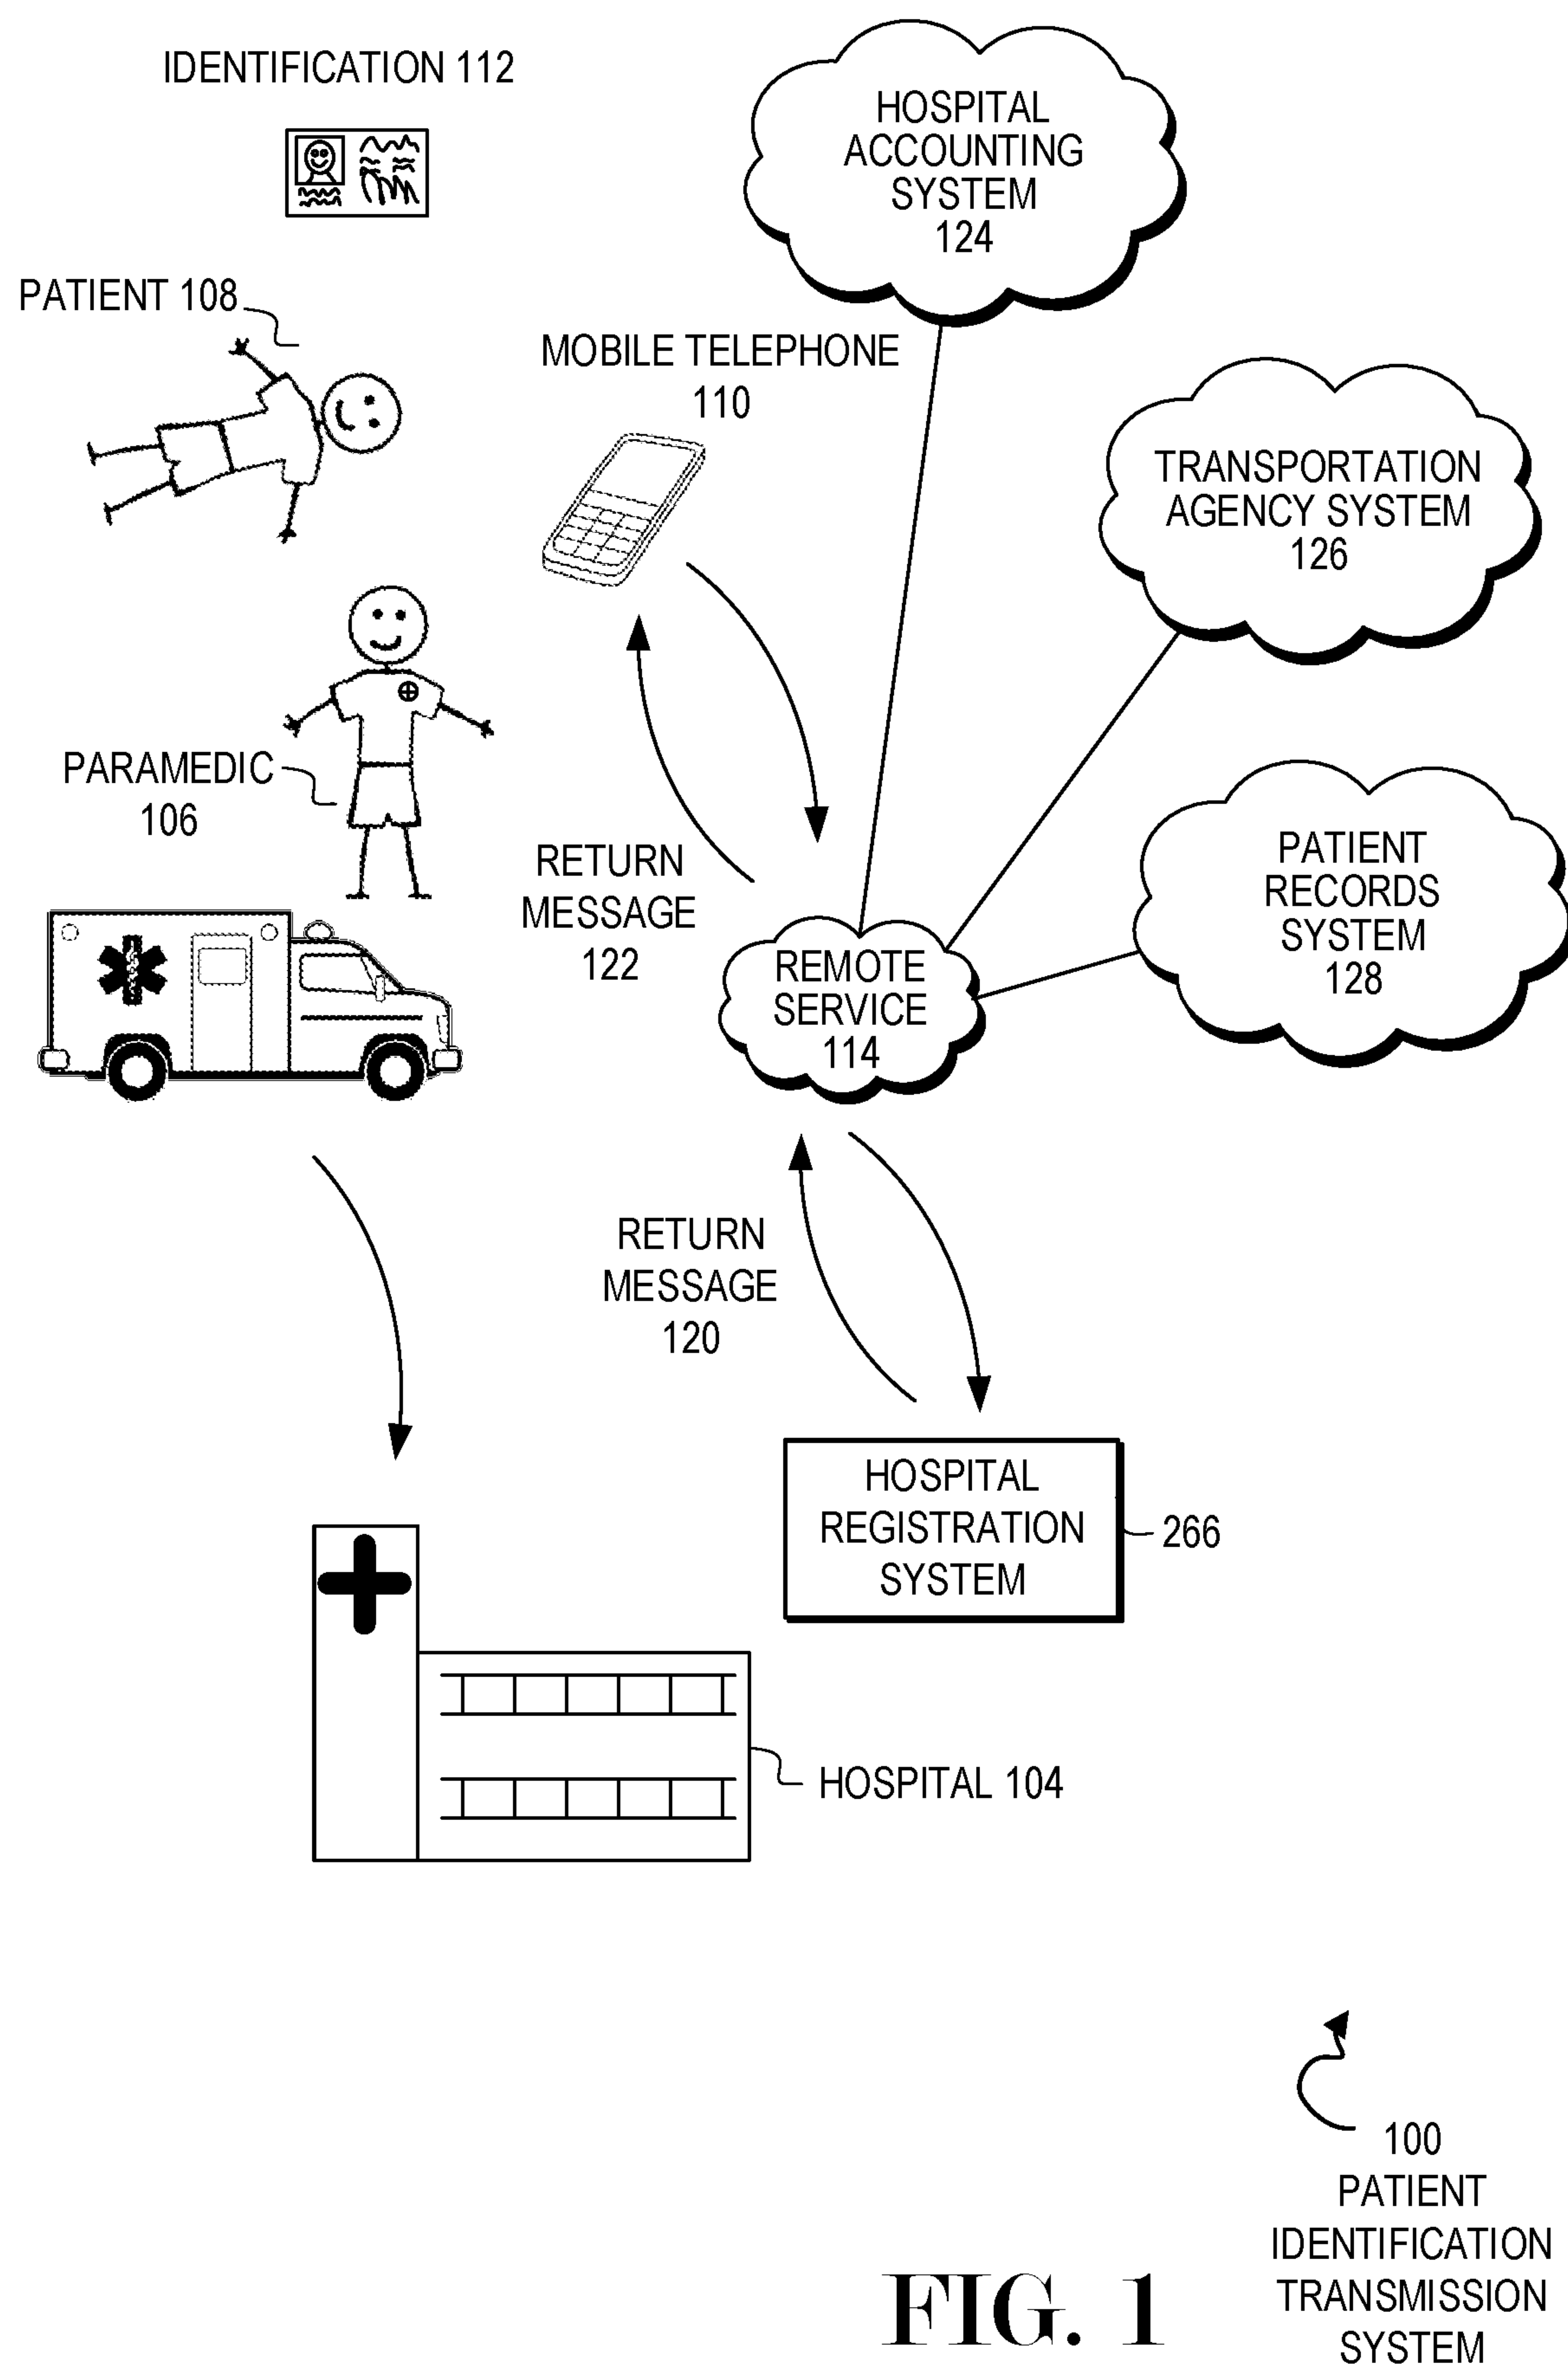 IDENTIFICATION 112
HOSPITAL
ACCOUNTING
SYSTEM
124
PATIENT 108
MOBILE TELEPHONE
110
TRANSPORTATION
AGENCY SYSTEM
126
PARAMEDIC
106
RETURN
MESSAGE
122
PATIENT
RECORDS
SYSTEM
128
REMOTE
SERVICE
114
RETURN
MESSAGE
120
HOSPITAL
REGISTRATION
SYSTEM
266
HOSPITAL 104
100
PATIENT
IDENTIFICATION
TRANSMISSION
SYSTEM
FIG. 1